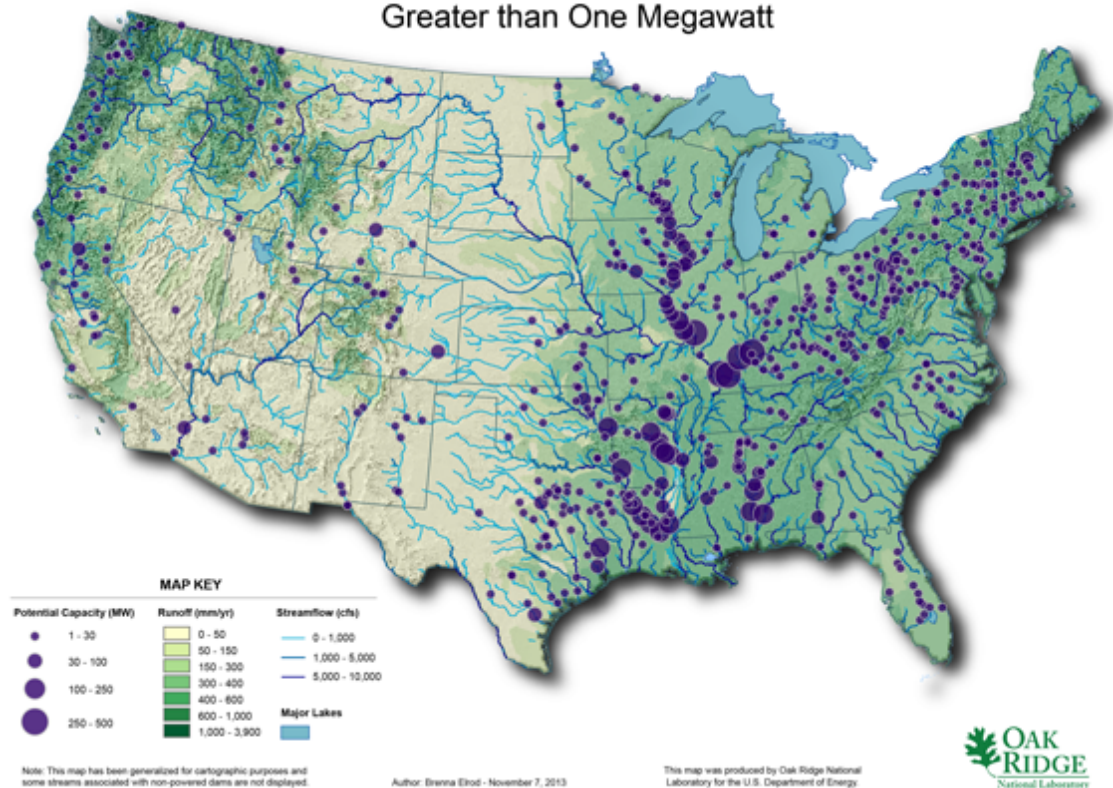 Greater than One Megawatt
MAP KEY
Potential Capacity (MW)
1 - 30
30 - 100
100 - 250
250 - 500
Runoff (mm/yr)
0 - 50
50 - 150
150 - 300
300 - 400
400 - 600
600 - 1,000
1,000 - 3,900
Streamflow (cfs)
0 - 1,000
1,000 - 5,000
5,000 - 10,000
Major Lakes
Note: This map has been generalized for cartographic purposes and
some streams associated with non-powered dams are not displayed.
Author: Brenna Elrod - November 7, 2013
This map was produced by Oak Ridge National
Laboratory for the U.S. Department of Energy.
OAK
RIDGE
National Laboratory